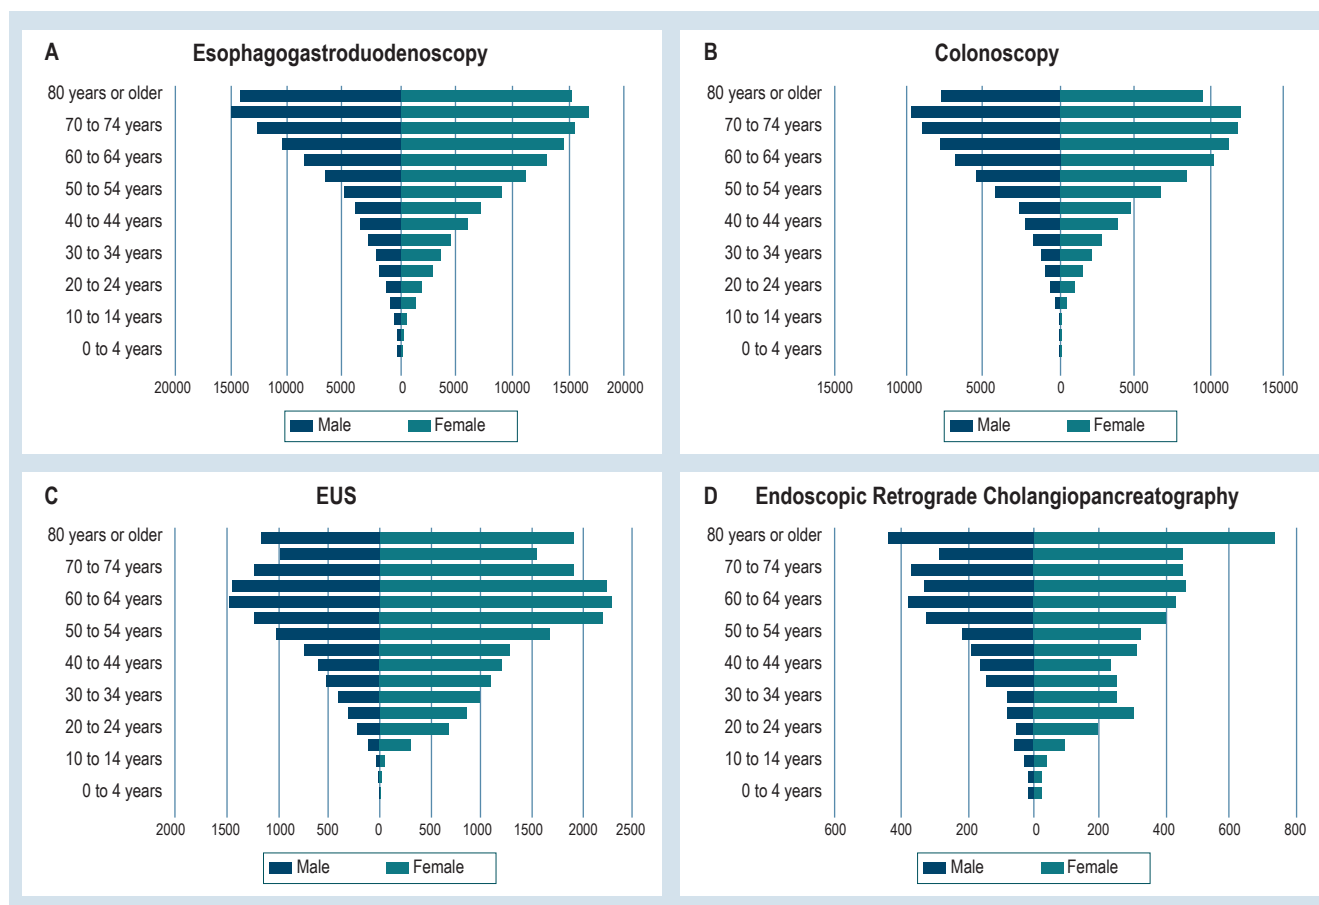 A Esophagogastroduodenoscopy
80 years or older
70 to 74 years
60 to 64 years
50 to 54 years
40 to 44 years
30 to 34 years
20 to 24 years
10 to 14 years
0 to 4 years
20000 15000 10000 5000 0 5000 10000 15000 20000
Male Female
B Colonoscopy
80 years or older
70 to 74 years
60 to 64 years
50 to 54 years
40 to 44 years
30 to 34 years
20 to 24 years
10 to 14 years
0 to 4 years
15000 10000 5000 0 5000 10000 15000
Male Female
C EUS
80 years or older
70 to 74 years
60 to 64 years
50 to 54 years
40 to 44 years
30 to 34 years
20 to 24 years
10 to 14 years
0 to 4 years
2000 1500 1000 500 0 500 1000 1500 2000 2500
Male Female
D Endoscopic Retrograde Cholangiopancreatography
80 years or older
70 to 74 years
60 to 64 years
50 to 54 years
40 to 44 years
30 to 34 years
20 to 24 years
10 to 14 years
0 to 4 years
600 400 200 0 200 400 600 800
Male Female